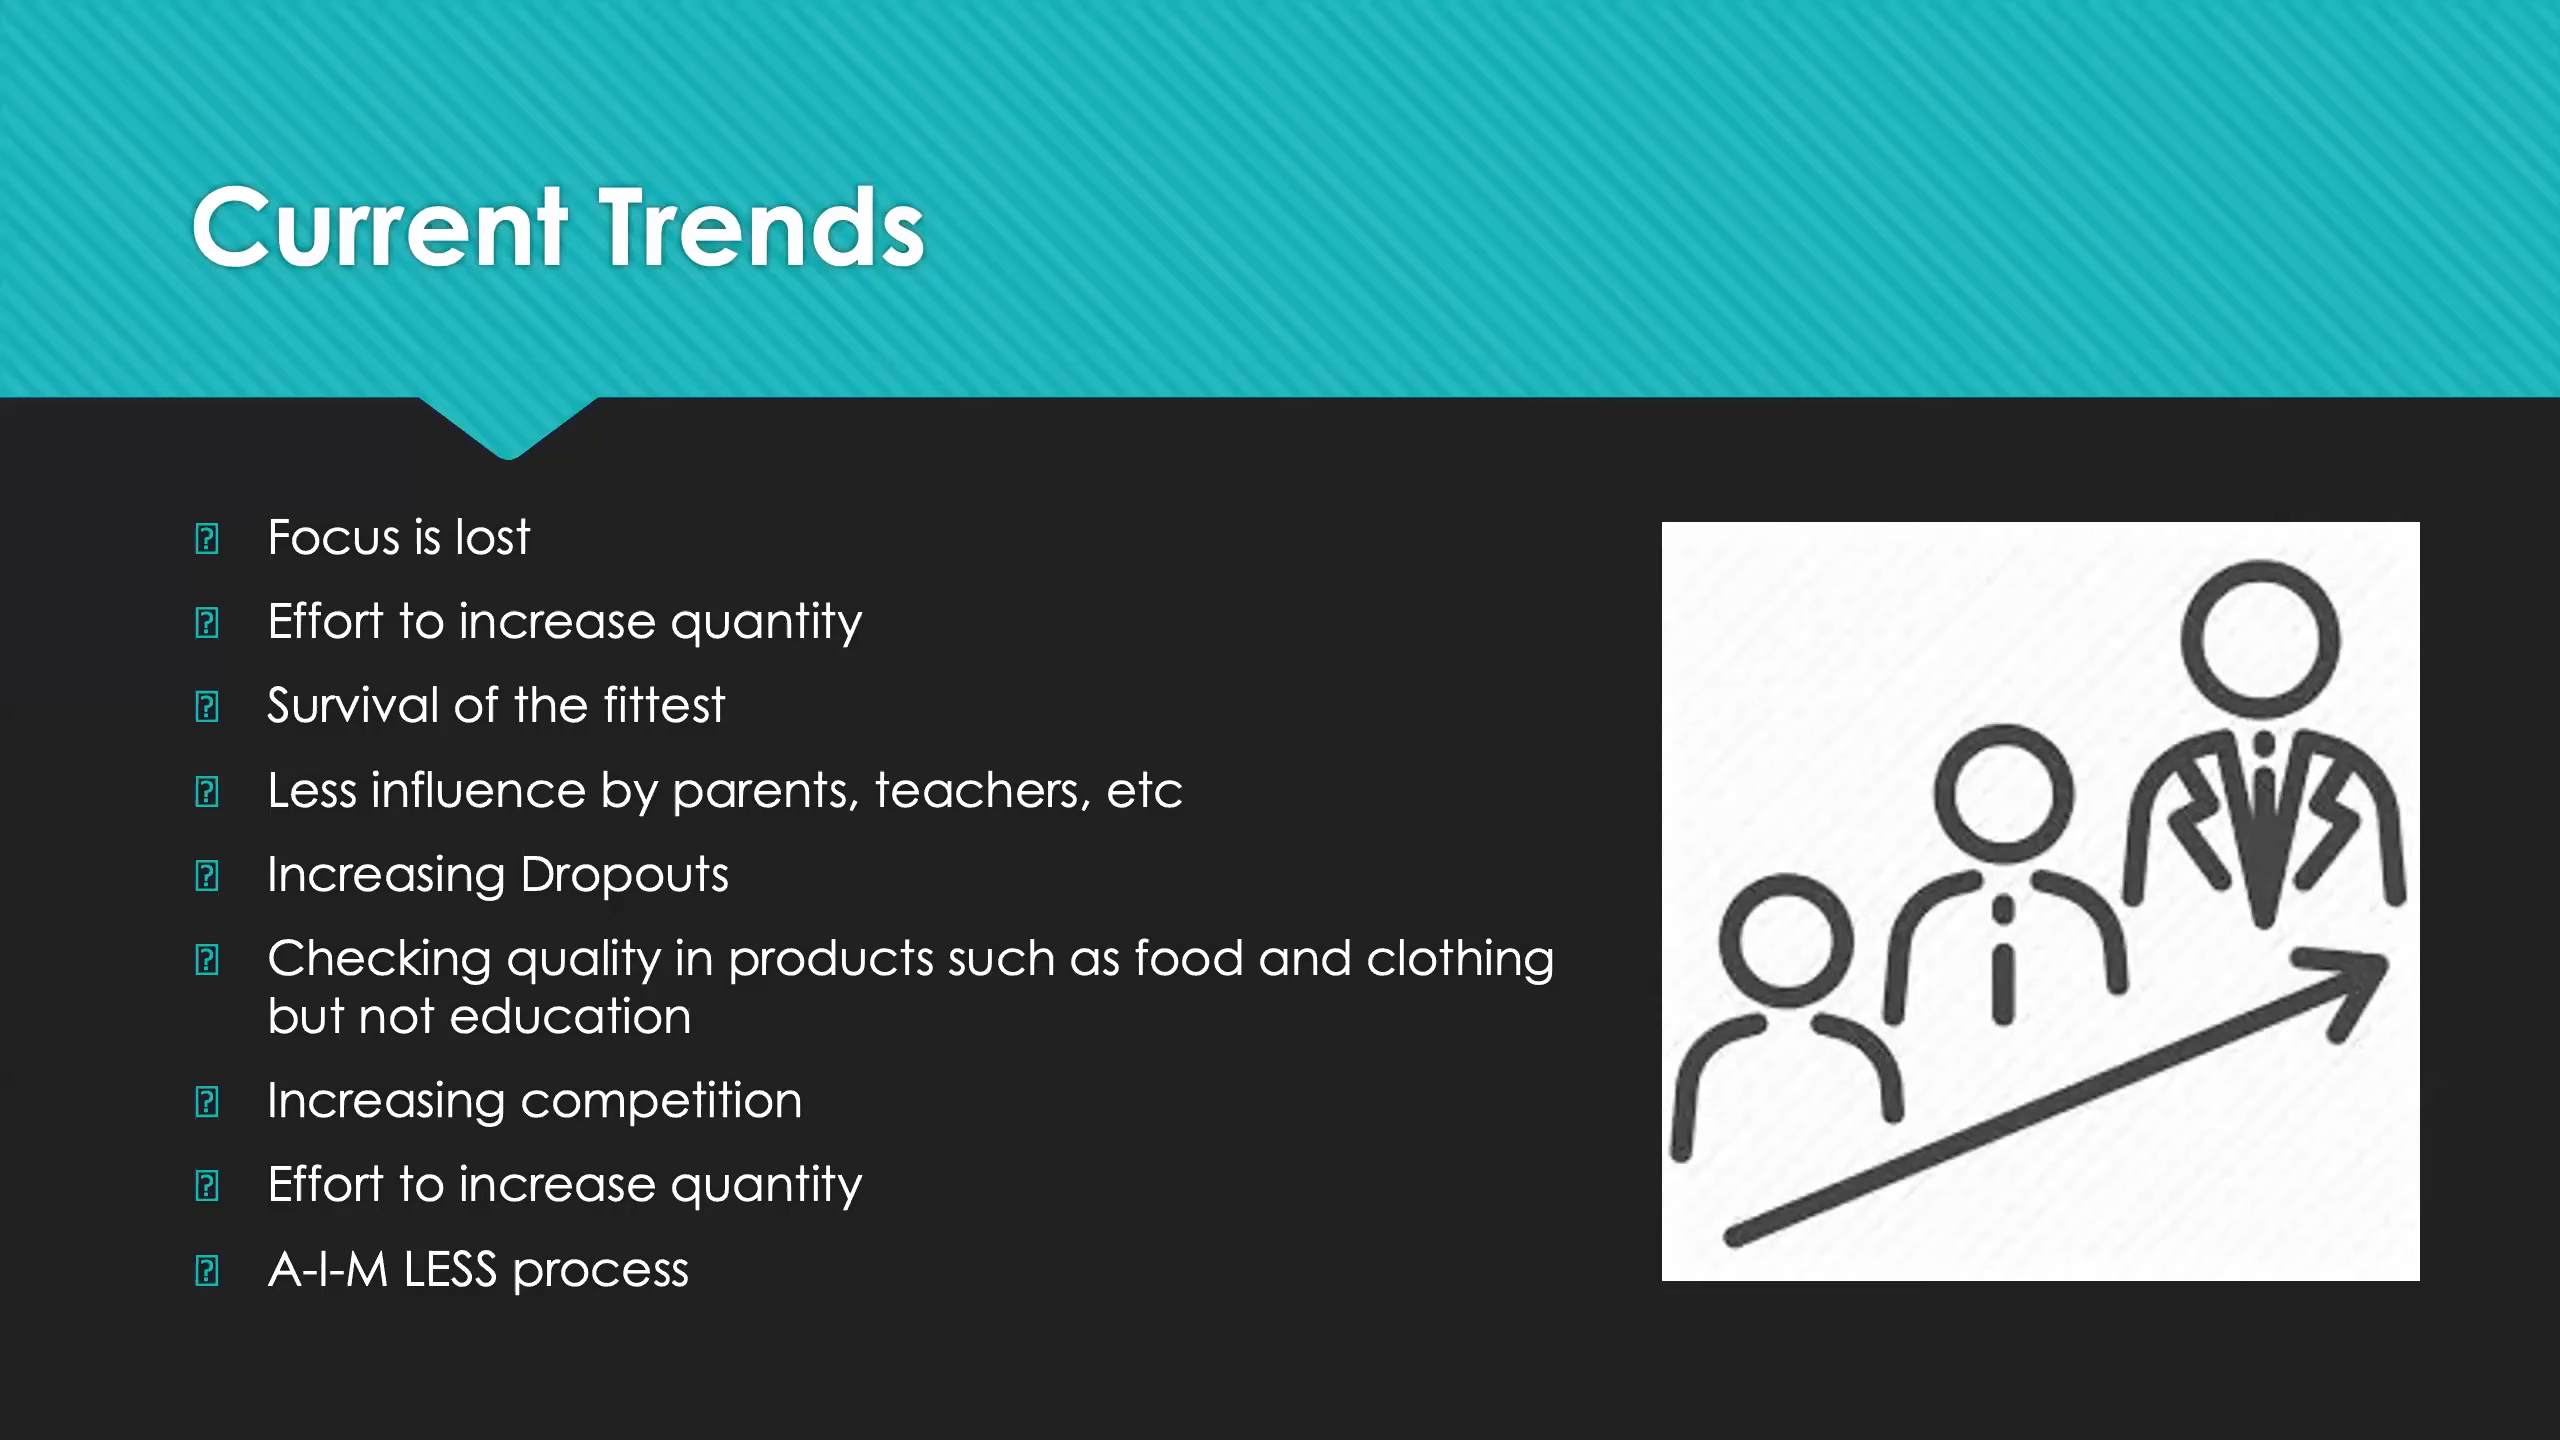 Current Trends
Focus is lost
Effort to increase quantity
Survival of the fittest
Less influence by parents, teachers, etc
Increasing Dropouts
Checking quality in products such as food and clothing
but not education
Increasing competition
Effort to increase quantity
A-I-M LESS process